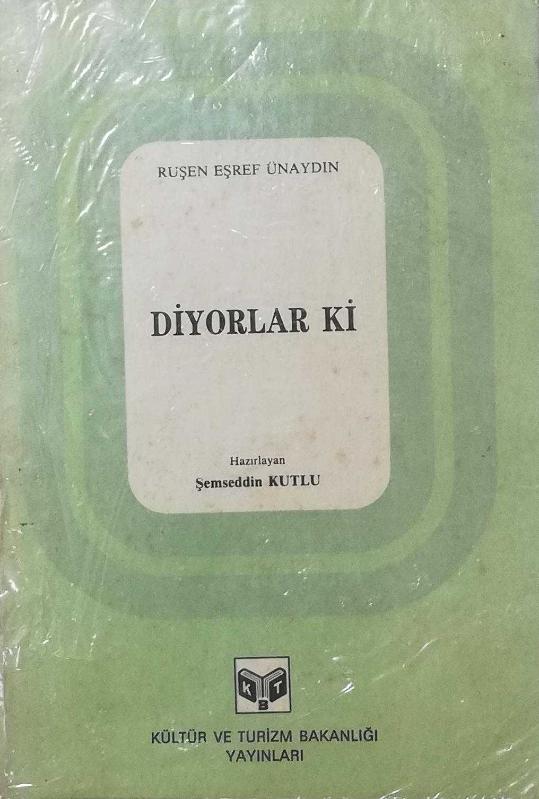 RUŞEN EŞREF ÜNAYDIN
DİYORLAR Kİ
Hazırlayan
Şemseddin KUTLU
K B T
KÜLTÜR VE TURİZM BAKANLIĞI
YAYINLARI